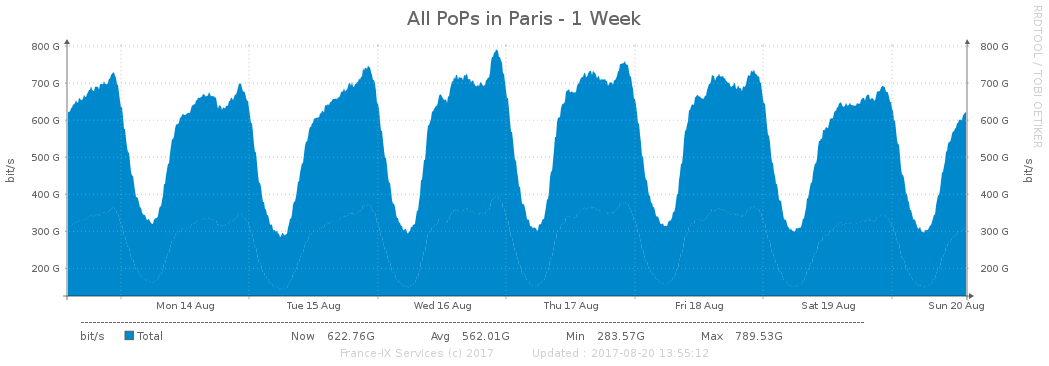 All PoPs in Paris - 1 Week
RRDTOOL / TOBI OETIKER
800 G 800 G
700 G 700 G
600 G 600 G
500 G 500 G
400 G 400 G
300 G 300 G
200 G 200 G
bit/s bit/s
Mon 14 Aug Tue 15 Aug Wed 16 Aug Thu 17 Aug Fri 18 Aug Sat 19 Aug Sun 20 Aug
bit/s Total Now 622.76G Avg 562.01G Min 283.57G Max 789.53G
France-IX Services (c) 2017 Updated : 2017-08-20 13:55:12